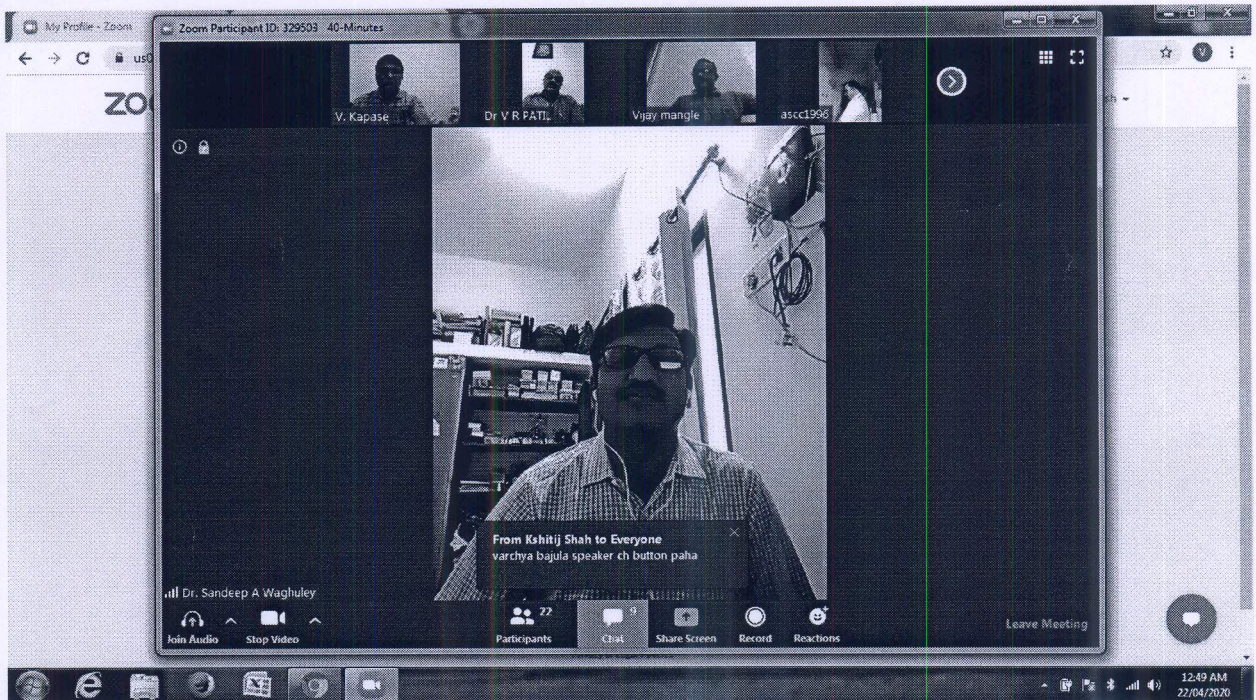 My Profile - Zoom
Zoom Participant ID: 329503 40-Minutes
V. Kapase
Dr V R PATIL
Vijay mangle
ascc1996
From Kshitij Shah to Everyone
varchya bajula speaker ch button paha
Dr. Sandeep A Waghuley
Join Audio
Stop Video
22
Participants
9
Chat
Share Screen
Record
Reactions
Leave Meeting
12:49 AM
22/04/2020